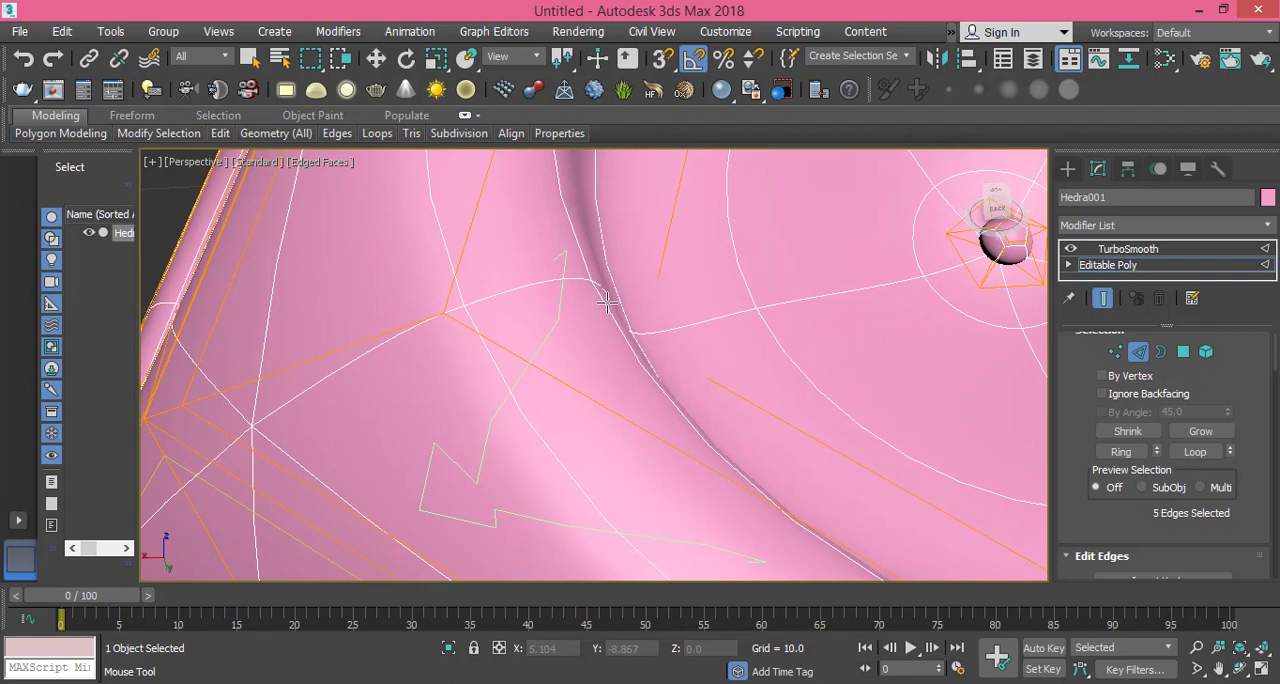 Untitled - Autodesk 3ds Max 2018
File Edit Tools Group Views Create Modifiers Animation Graph Editors Rendering Civil View Customize Scripting Content » Sign In Workspaces: Default
All View Create Selection Se
Modeling Freeform Selection Object Paint Populate
Polygon Modeling Modify Selection Edit Geometry (All) Edges Loops Tris Subdivision Align Properties
Select
[+] [Perspective] [Standard] [Edged Faces]
Name (Sorted A
Hed
BACK
x
z
y
Hedra001
Modifier List
TurboSmooth
Editable Poly
Selection
By Vertex
Ignore Backfacing
By Angle: 45.0
Shrink Grow
Ring Loop
Preview Selection
Off SubObj Multi
5 Edges Selected
Edit Edges
< 0 / 100 >
0 5 10 15 20 25 30 35 40 45 50 55 60 65 70 75 80 85 90 95 100
1 Object Selected X: 5.104 Y: -8.867 Z: 0.0 Grid = 10.0 Auto Key Selected
MAXScript Mi Mouse Tool Add Time Tag 0 Set Key Key Filters...